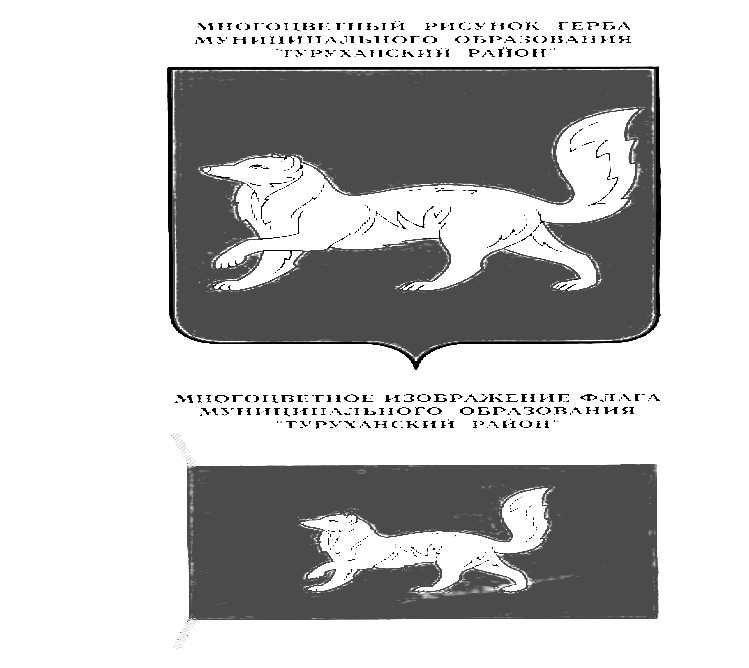 МНОГОЦВЕТНЫЙ РИСУНОК ГЕРБА
МУНИЦИПАЛЬНОГО ОБРАЗОВАНИЯ
"ТУРУХАНСКИЙ РАЙОН"
МНОГОЦВЕТНОЕ ИЗОБРАЖЕНИЕ ФЛАГА
МУНИЦИПАЛЬНОГО ОБРАЗОВАНИЯ
"ТУРУХАНСКИЙ РАЙОН"